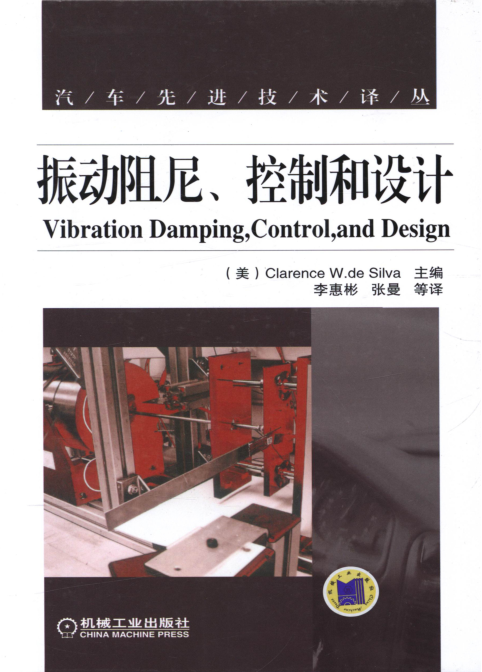 汽/车/先/进/技/术/译/丛
振动阻尼、控制和设计
Vibration Damping,Control,and Design
（美）Clarence W.de Silva 主编
李惠彬 张曼 等译
机械工业出版社
CHINA MACHINE PRESS